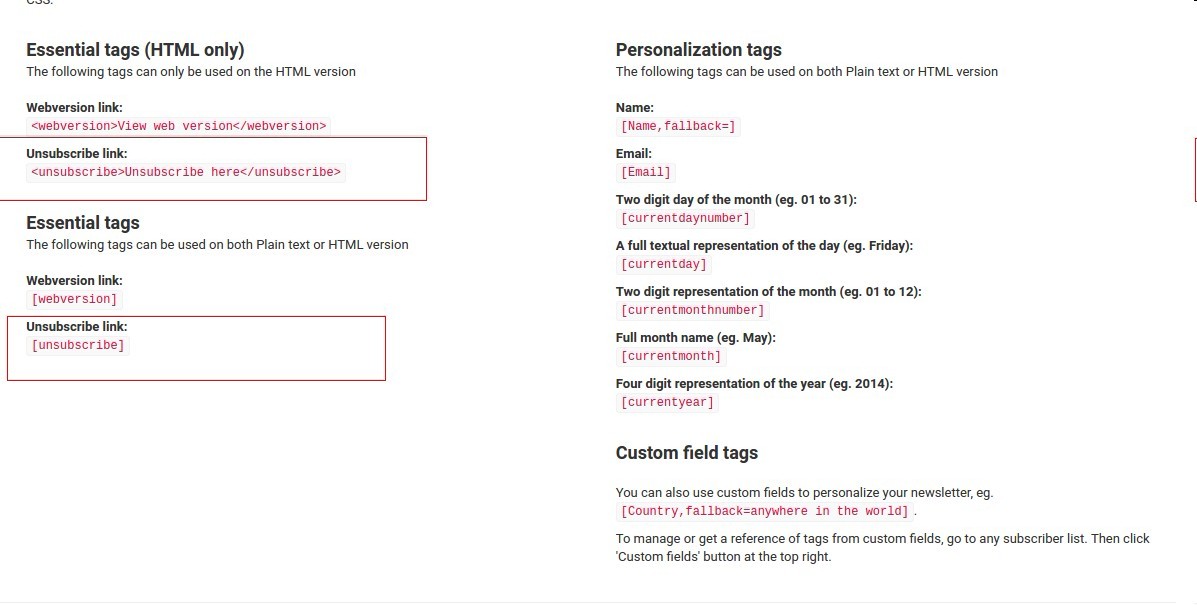 CSS.
Essential tags (HTML only)
The following tags can only be used on the HTML version
Webversion link:
<webversion>View web version</webversion>
Unsubscribe link:
<unsubscribe>Unsubscribe here</unsubscribe>
Essential tags
The following tags can be used on both Plain text or HTML version
Webversion link:
[webversion]
Unsubscribe link:
[unsubscribe]
Personalization tags
The following tags can be used on both Plain text or HTML version
Name:
[Name,fallback=]
Email:
[Email]
Two digit day of the month (eg. 01 to 31):
[currentdaynumber]
A full textual representation of the day (eg. Friday):
[currentday]
Two digit representation of the month (eg. 01 to 12):
[currentmonthnumber]
Full month name (eg. May):
[currentmonth]
Four digit representation of the year (eg. 2014):
[currentyear]
Custom field tags
You can also use custom fields to personalize your newsletter, eg.
[Country,fallback=anywhere in the world] .
To manage or get a reference of tags from custom fields, go to any subscriber list. Then click
'Custom fields' button at the top right.